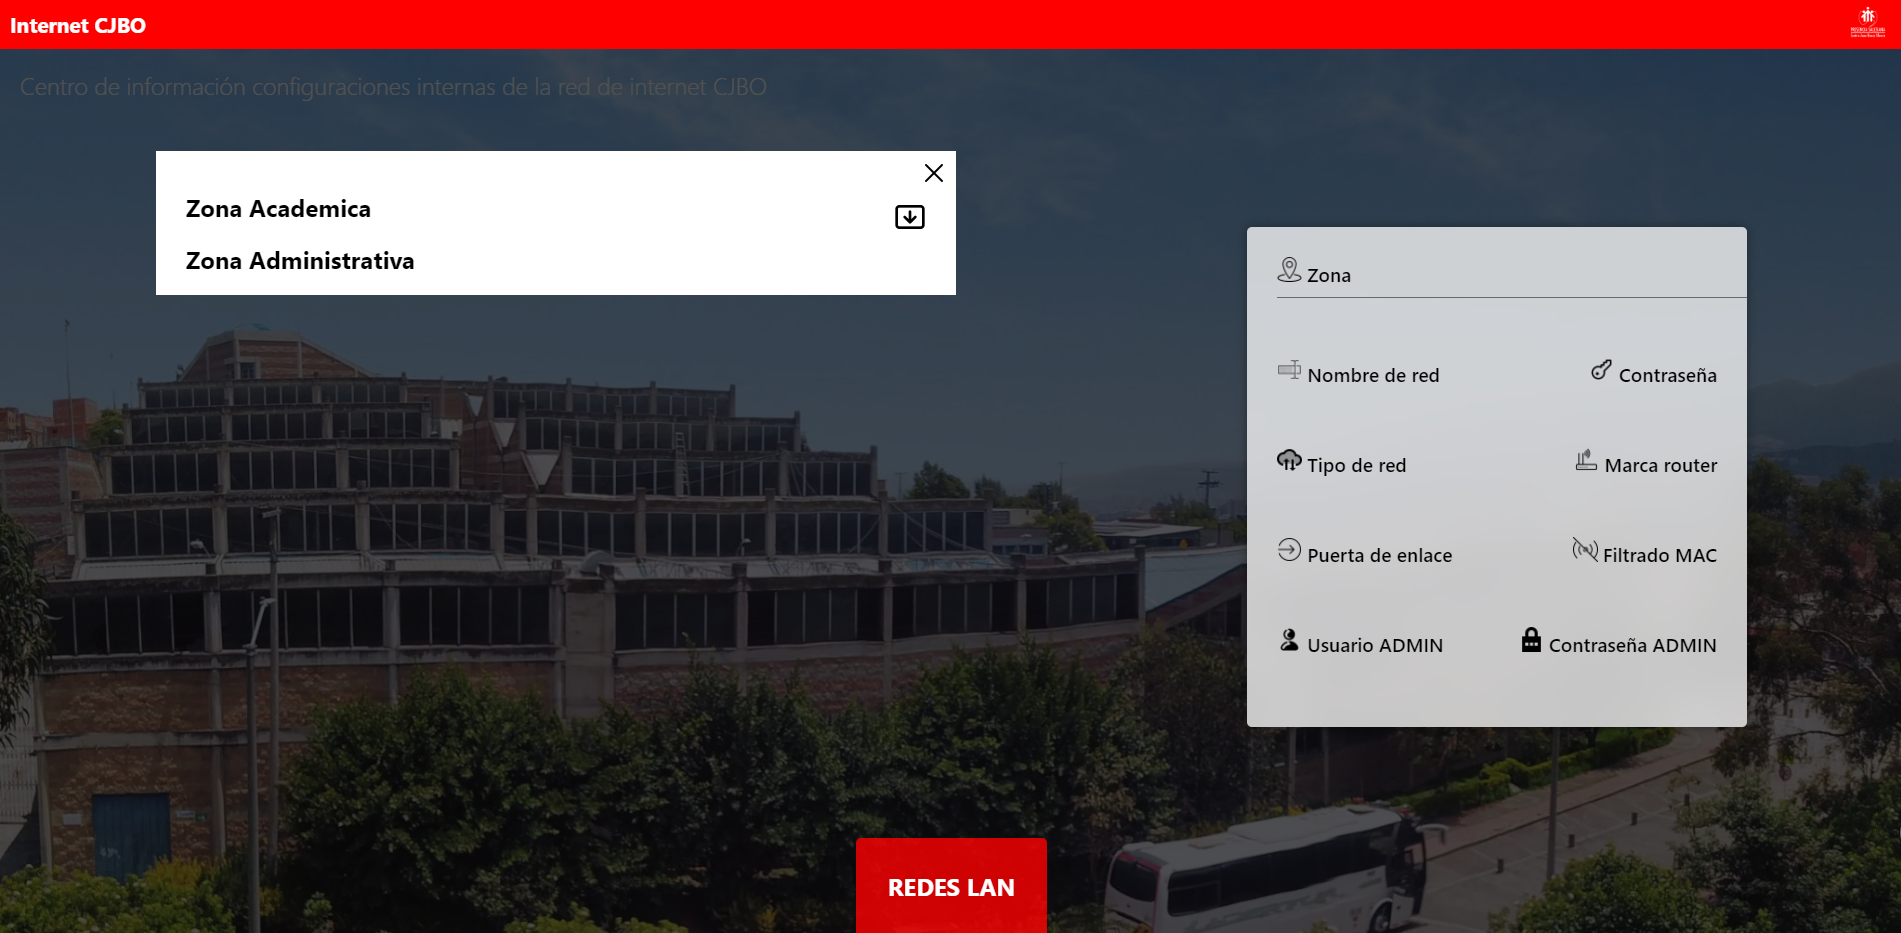 Internet CJBO
Centro de información configuraciones internas de la red de internet CJBO
Zona Academica
Zona Administrativa
Zona
Nombre de red
Contraseña
Tipo de red
Marca router
Puerta de enlace
Filtrado MAC
Usuario ADMIN
Contraseña ADMIN
REDES LAN